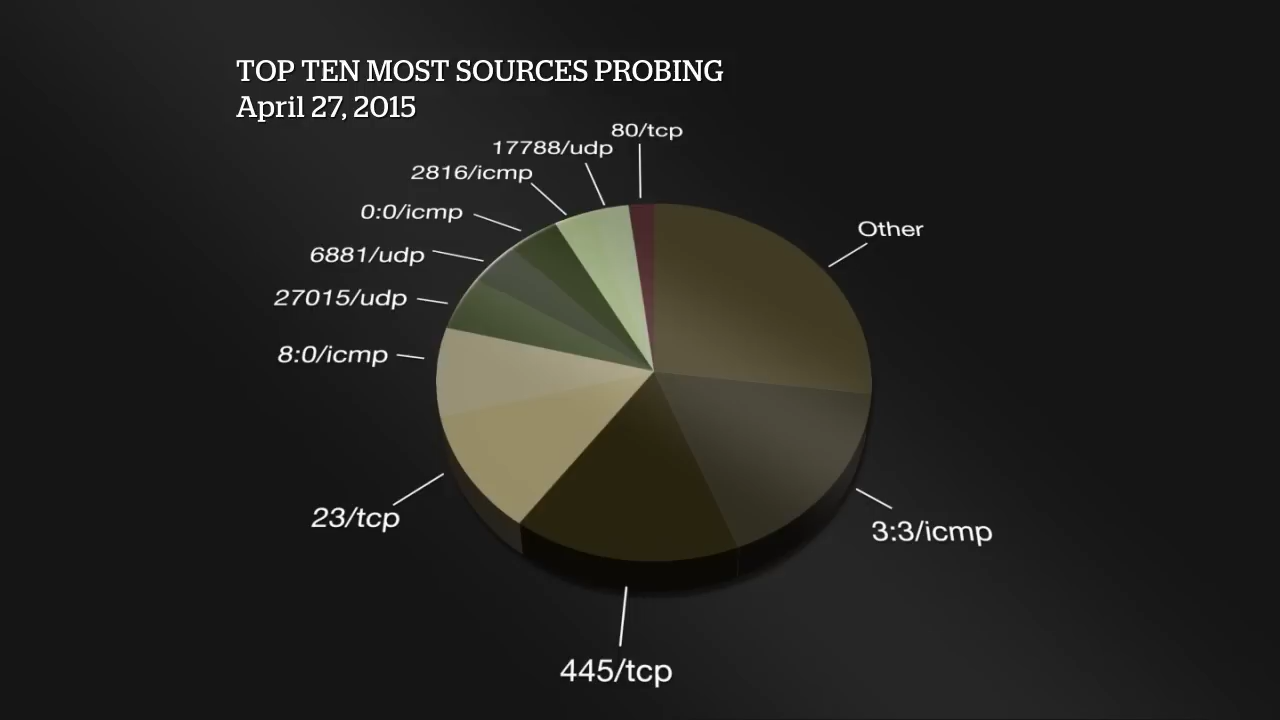 TOP TEN MOST SOURCES PROBING
April 27, 2015
80/tcp
17788/udp
2816/icmp
0:0/icmp
Other
6881/udp
27015/udp
8:0/icmp
23/tcp
3:3/icmp
445/tcp